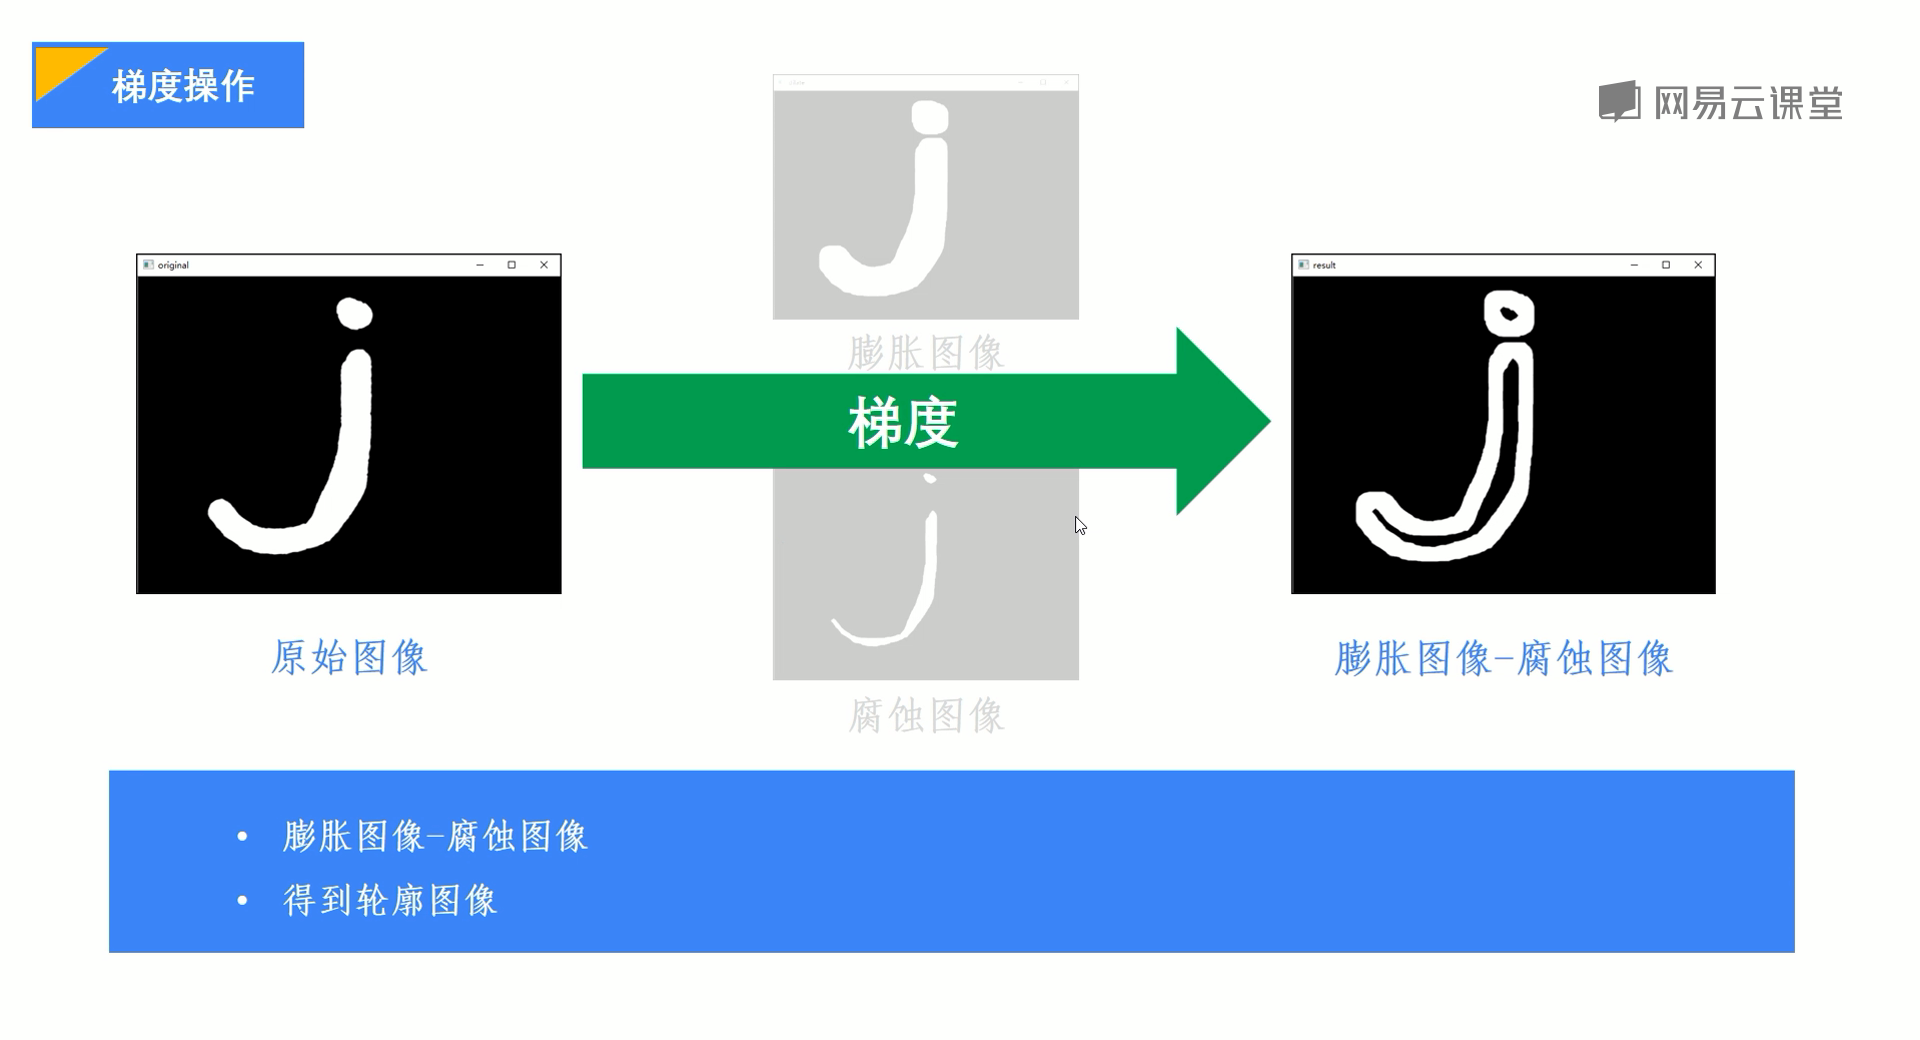 梯度操作
网易云课堂
original
result
膨胀图像
梯度
原始图像
膨胀图像-腐蚀图像
腐蚀图像
• 膨胀图像-腐蚀图像
• 得到轮廓图像